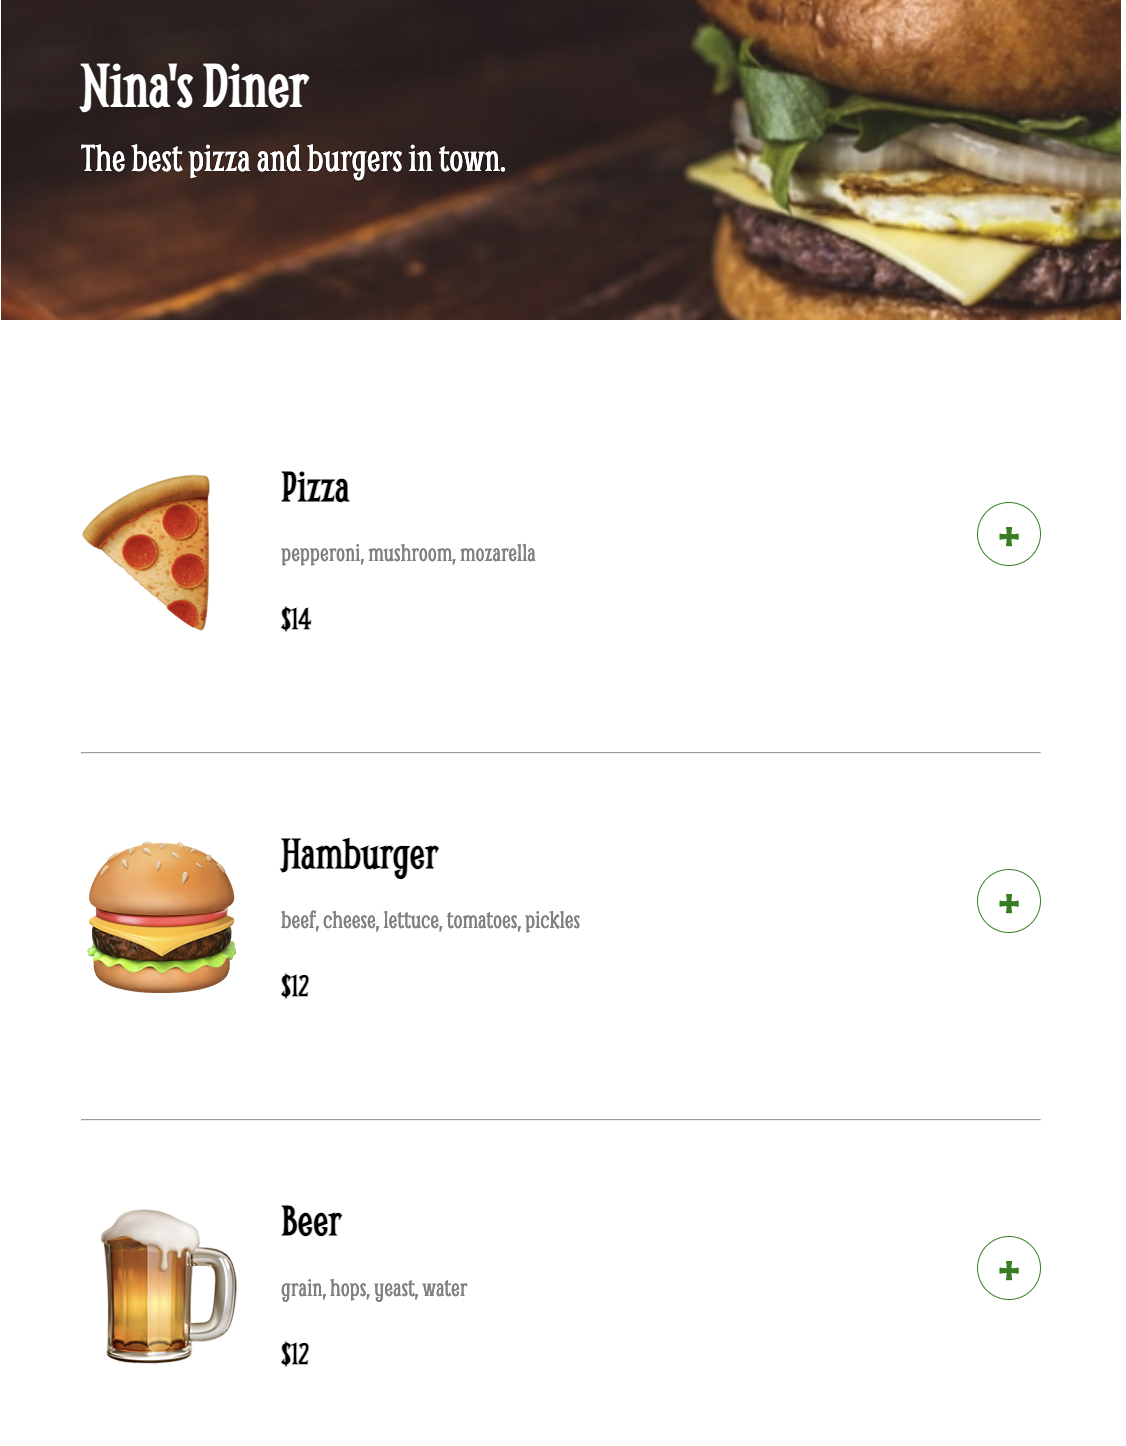 Nina's Diner
The best pizza and burgers in town.
Pizza
pepperoni, mushroom, mozarella
+
$14
Hamburger
beef, cheese, lettuce, tomatoes, pickles
+
$12
Beer
grain, hops, yeast, water
+
$12